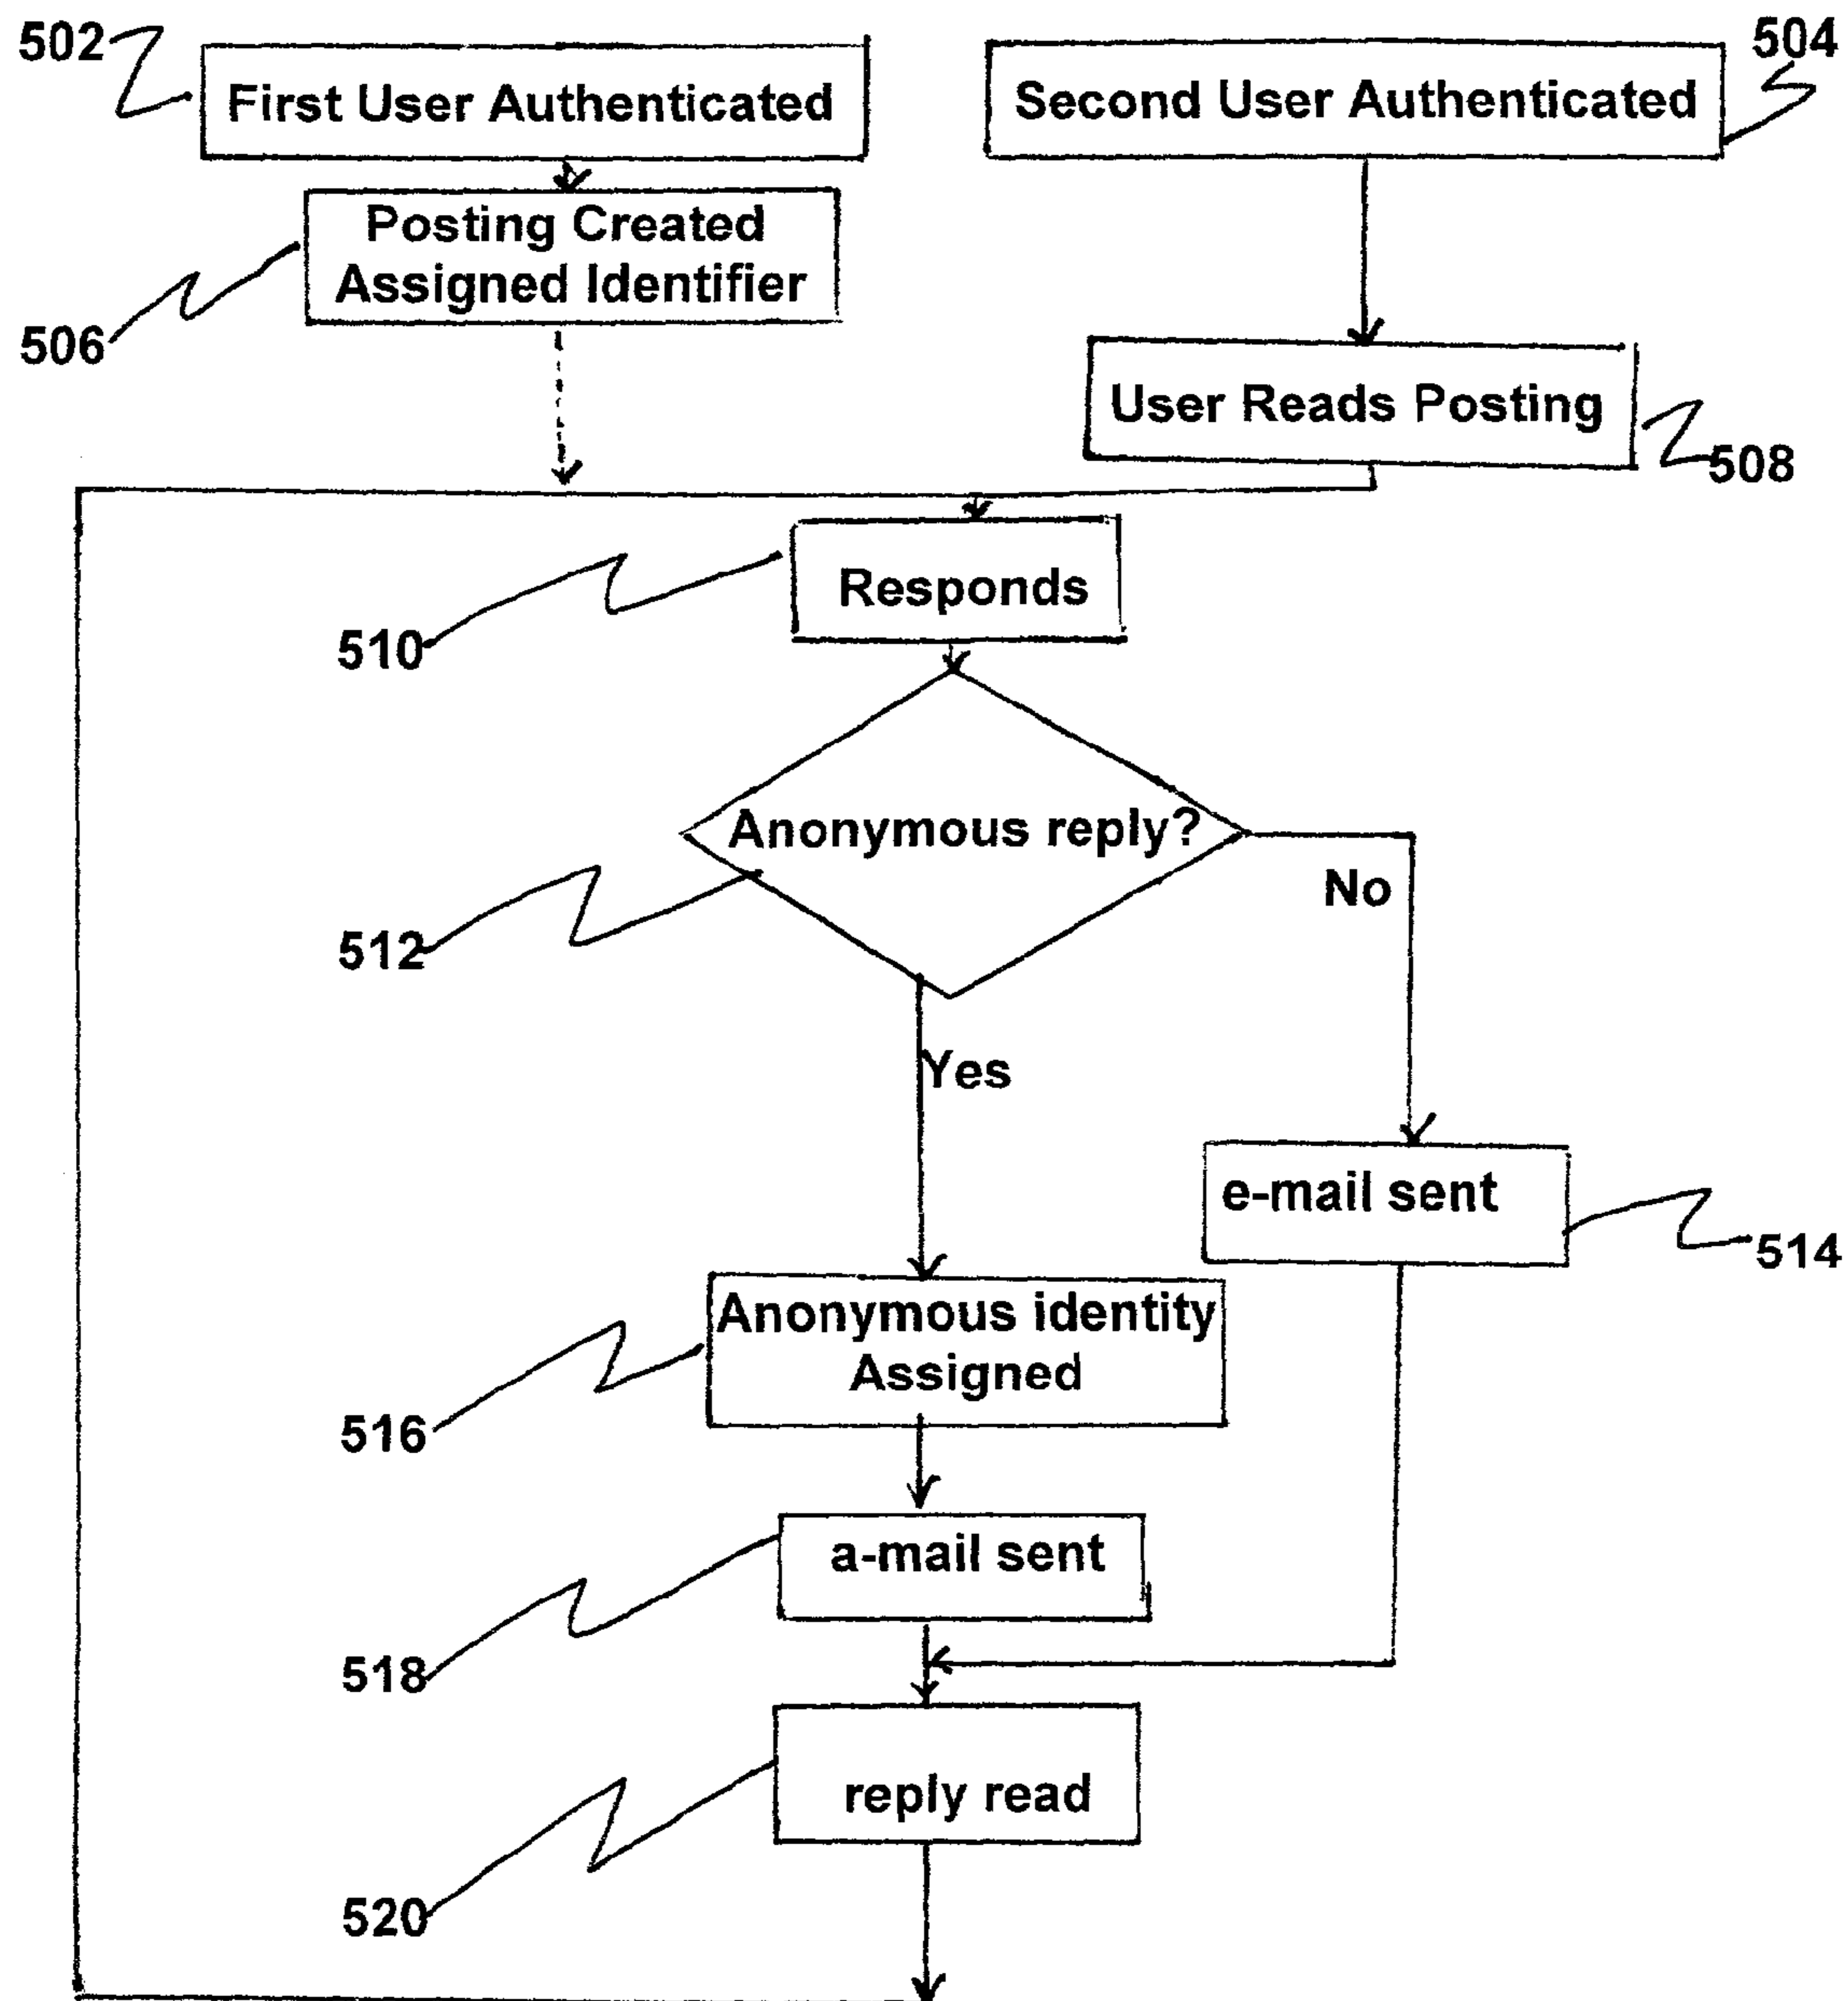 502
First User Authenticated
504
Second User Authenticated
506
Posting Created
Assigned Identifier
User Reads Posting
508
510
Responds
512
Anonymous reply?
No
Yes
e-mail sent
514
516
Anonymous identity
Assigned
518
a-mail sent
520
reply read